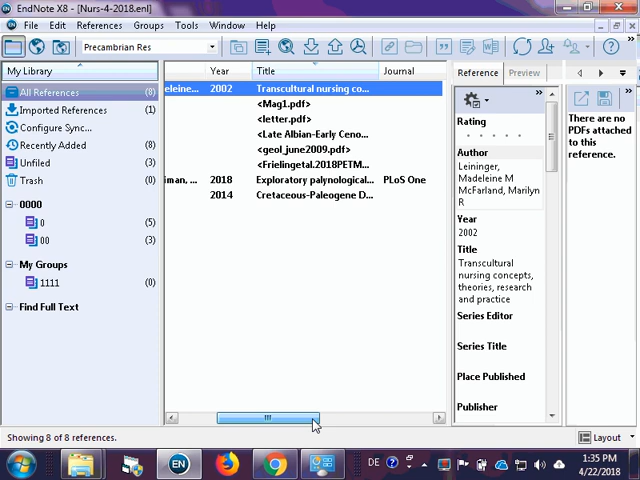 EndNote X8 - [Nurs-4-2018.enl]
File Edit References Groups Tools Window Help
Precambrian Res
My Library
All References (8)
Imported References (1)
Configure Sync...
Recently Added (8)
Unfiled (3)
Trash (0)
0000
0 (5)
00 (3)
My Groups
1111 (0)
Find Full Text
Year Title Journal
eleine... 2002 Transcultural nursing co...
<Mag1.pdf>
<letter.pdf>
<Late Albian-Early Ceno...
<geol_june2009.pdf>
<Frielingetal.2018PETM...
iman, ... 2018 Exploratory palynological... PLoS One
2014 Cretaceous-Paleogene D...
Reference Preview
Rating
Author
Leininger,
Madeleine M
McFarland, Marilyn
R
Year
2002
Title
Transcultural
nursing concepts,
theories, research
and practice
Series Editor
Series Title
Place Published
Publisher
There are no
PDFs attached
to this
reference.
Showing 8 of 8 references.
Layout
EN
DE
1:35 PM
4/22/2018